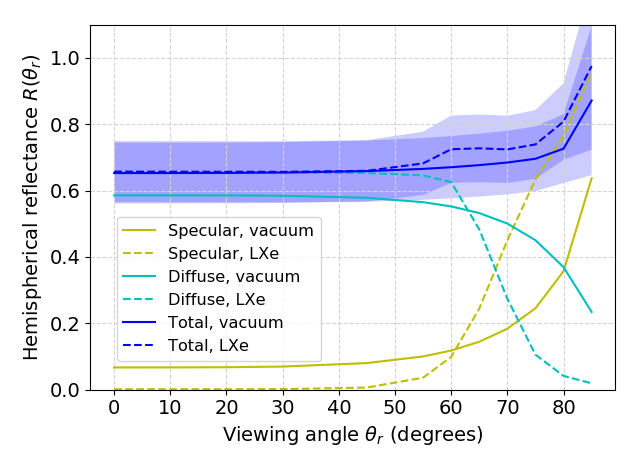 Hemispherical reflectance R(θr)
1.0
0.8
0.6
0.4
0.2
0.0
Specular, vacuum
Specular, LXe
Diffuse, vacuum
Diffuse, LXe
Total, vacuum
Total, LXe
0 10 20 30 40 50 60 70 80
Viewing angle θr (degrees)